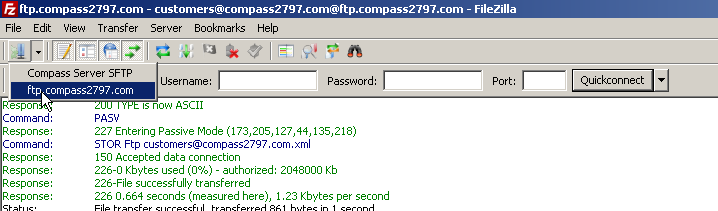 ftp.compass2797.com - customers@compass2797.com@ftp.compass2797.com - FileZilla
File Edit View Transfer Server Bookmarks Help
Compass Server SFTP
Username: Password: Port: Quickconnect
ftp.compass2797.com
Response: 200 TYPE is now ASCII
Command: PASV
Response: 227 Entering Passive Mode (173,205,127,44,135,218)
Command: STOR Ftp customers@compass2797.com.xml
Response: 150 Accepted data connection
Response: 226-0 Kbytes used (0%) - authorized: 2048000 Kb
Response: 226-File successfully transferred
Response: 226 0.664 seconds (measured here), 1.23 Kbytes per second
Status: File transfer successful, transferred 861 bytes in 1 second